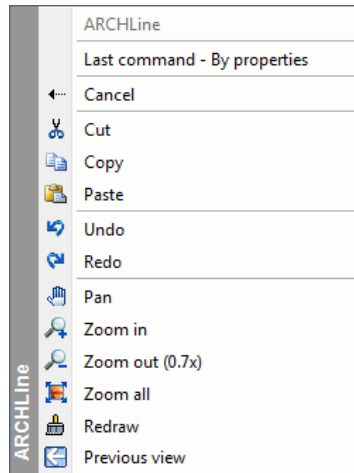 ARCHLine
Last command - By properties
Cancel
Cut
Copy
Paste
Undo
Redo
Pan
Zoom in
Zoom out (0.7x)
Zoom all
Redraw
Previous view
ARCHLine